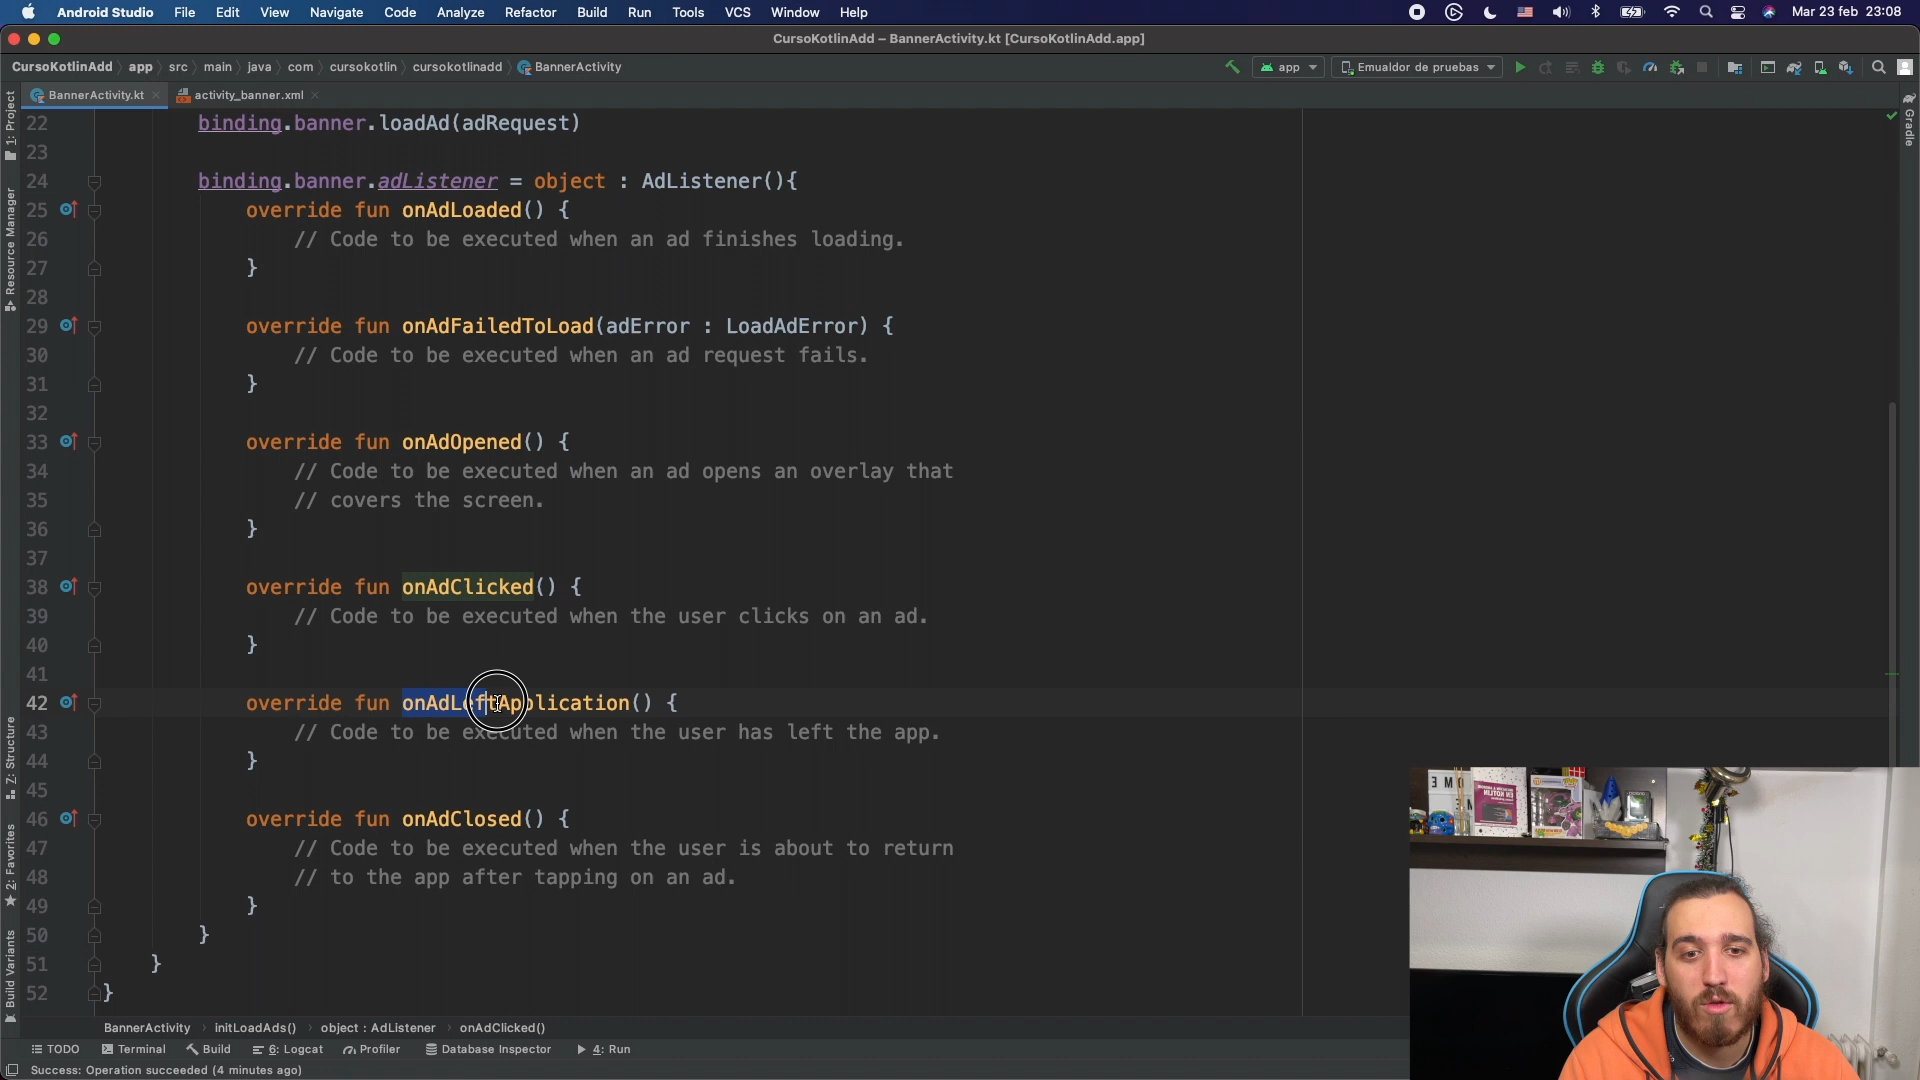 Android Studio File Edit View Navigate Code Analyze Refactor Build Run Tools VCS Window Help Mar 23 feb 23:08
CursoKotlinAdd – BannerActivity.kt [CursoKotlinAdd.app]
CursoKotlinAdd app src main java com cursokotlin cursokotlinadd BannerActivity app Emualdor de pruebas
BannerActivity.kt activity_banner.xml
1: Project
Resource Manager
Z: Structure
2: Favorites
Build Variants
Gradle
22 binding.banner.loadAd(adRequest)
23
24 binding.banner.adListener = object : AdListener(){
25 override fun onAdLoaded() {
26 // Code to be executed when an ad finishes loading.
27 }
28
29 override fun onAdFailedToLoad(adError : LoadAdError) {
30 // Code to be executed when an ad request fails.
31 }
32
33 override fun onAdOpened() {
34 // Code to be executed when an ad opens an overlay that
35 // covers the screen.
36 }
37
38 override fun onAdClicked() {
39 // Code to be executed when the user clicks on an ad.
40 }
41
42 override fun onAdLeftApplication() {
43 // Code to be executed when the user has left the app.
44 }
45
46 override fun onAdClosed() {
47 // Code to be executed when the user is about to return
48 // to the app after tapping on an ad.
49 }
50 }
51 }
52 }
BannerActivity initLoadAds() object : AdListener onAdClicked()
TODO Terminal Build 6: Logcat Profiler Database Inspector 4: Run
Success: Operation succeeded (4 minutes ago)